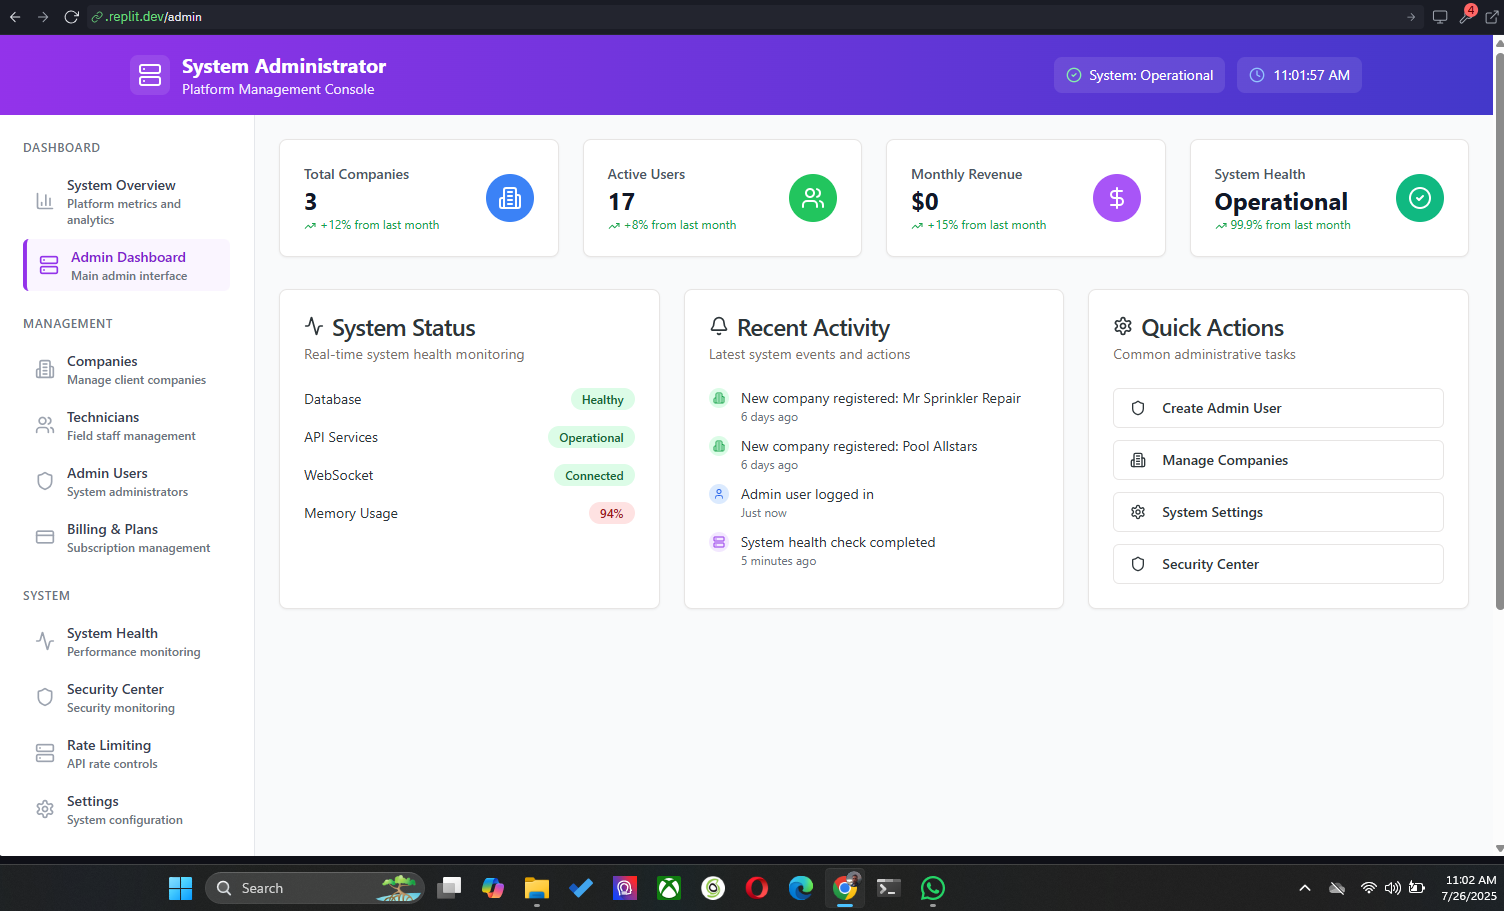 .replit.dev/admin
4
System Administrator
Platform Management Console
System: Operational
11:01:57 AM
DASHBOARD
System Overview
Platform metrics and
analytics
Admin Dashboard
Main admin interface
MANAGEMENT
Companies
Manage client companies
Technicians
Field staff management
Admin Users
System administrators
Billing & Plans
Subscription management
SYSTEM
System Health
Performance monitoring
Security Center
Security monitoring
Rate Limiting
API rate controls
Settings
System configuration
Total Companies
3
+12% from last month
Active Users
17
+8% from last month
Monthly Revenue
$0
+15% from last month
System Health
Operational
99.9% from last month
System Status
Real-time system health monitoring
Database Healthy
API Services Operational
WebSocket Connected
Memory Usage 94%
Recent Activity
Latest system events and actions
New company registered: Mr Sprinkler Repair
6 days ago
New company registered: Pool Allstars
6 days ago
Admin user logged in
Just now
System health check completed
5 minutes ago
Quick Actions
Common administrative tasks
Create Admin User
Manage Companies
System Settings
Security Center
Search
11:02 AM
7/26/2025